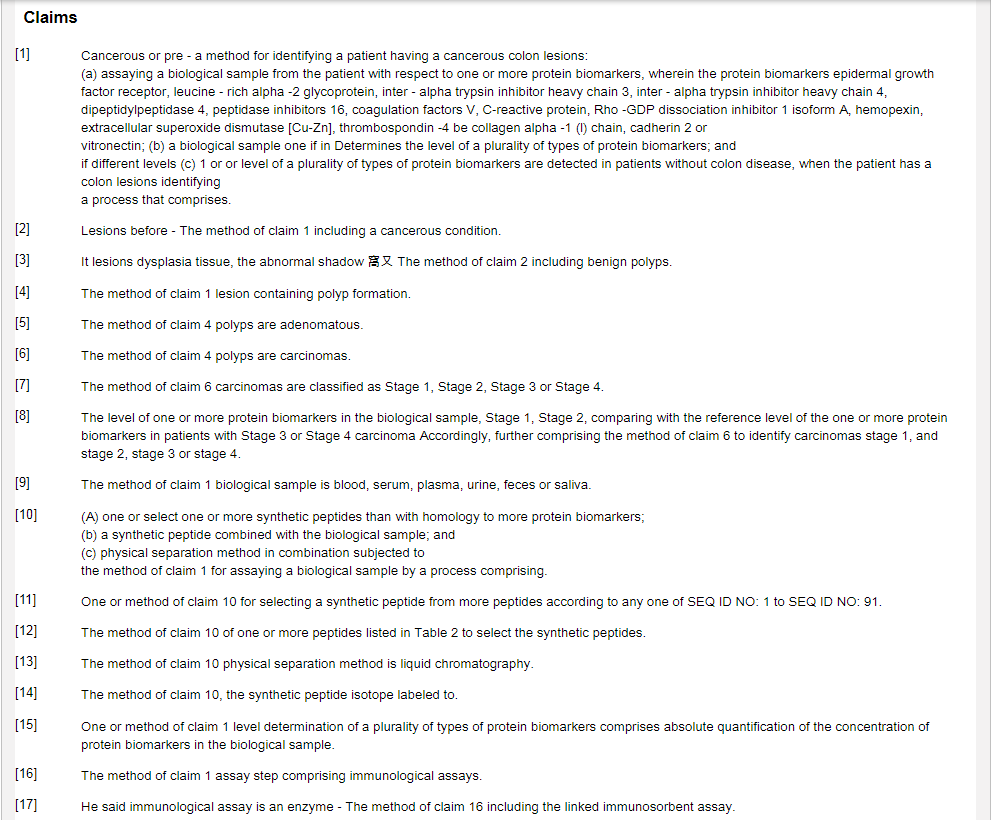 Claims
[1] Cancerous or pre - a method for identifying a patient having a cancerous colon lesions:
(a) assaying a biological sample from the patient with respect to one or more protein biomarkers, wherein the protein biomarkers epidermal growth
factor receptor, leucine - rich alpha -2 glycoprotein, inter - alpha trypsin inhibitor heavy chain 3, inter - alpha trypsin inhibitor heavy chain 4,
dipeptidylpeptidase 4, peptidase inhibitors 16, coagulation factors V, C-reactive protein, Rho -GDP dissociation inhibitor 1 isoform A, hemopexin,
extracellular superoxide dismutase [Cu-Zn], thrombospondin -4 be collagen alpha -1 (I) chain, cadherin 2 or
vitronectin; (b) a biological sample one if in Determines the level of a plurality of types of protein biomarkers; and
if different levels (c) 1 or or level of a plurality of types of protein biomarkers are detected in patients without colon disease, when the patient has a
colon lesions identifying
a process that comprises.
[2] Lesions before - The method of claim 1 including a cancerous condition.
[3] It lesions dysplasia tissue, the abnormal shadow 窩又 The method of claim 2 including benign polyps.
[4] The method of claim 1 lesion containing polyp formation.
[5] The method of claim 4 polyps are adenomatous.
[6] The method of claim 4 polyps are carcinomas.
[7] The method of claim 6 carcinomas are classified as Stage 1, Stage 2, Stage 3 or Stage 4.
[8] The level of one or more protein biomarkers in the biological sample, Stage 1, Stage 2, comparing with the reference level of the one or more protein
biomarkers in patients with Stage 3 or Stage 4 carcinoma Accordingly, further comprising the method of claim 6 to identify carcinomas stage 1, and
stage 2, stage 3 or stage 4.
[9] The method of claim 1 biological sample is blood, serum, plasma, urine, feces or saliva.
[10] (A) one or select one or more synthetic peptides than with homology to more protein biomarkers;
(b) a synthetic peptide combined with the biological sample; and
(c) physical separation method in combination subjected to
the method of claim 1 for assaying a biological sample by a process comprising.
[11] One or method of claim 10 for selecting a synthetic peptide from more peptides according to any one of SEQ ID NO: 1 to SEQ ID NO: 91.
[12] The method of claim 10 of one or more peptides listed in Table 2 to select the synthetic peptides.
[13] The method of claim 10 physical separation method is liquid chromatography.
[14] The method of claim 10, the synthetic peptide isotope labeled to.
[15] One or method of claim 1 level determination of a plurality of types of protein biomarkers comprises absolute quantification of the concentration of
protein biomarkers in the biological sample.
[16] The method of claim 1 assay step comprising immunological assays.
[17] He said immunological assay is an enzyme - The method of claim 16 including the linked immunosorbent assay.